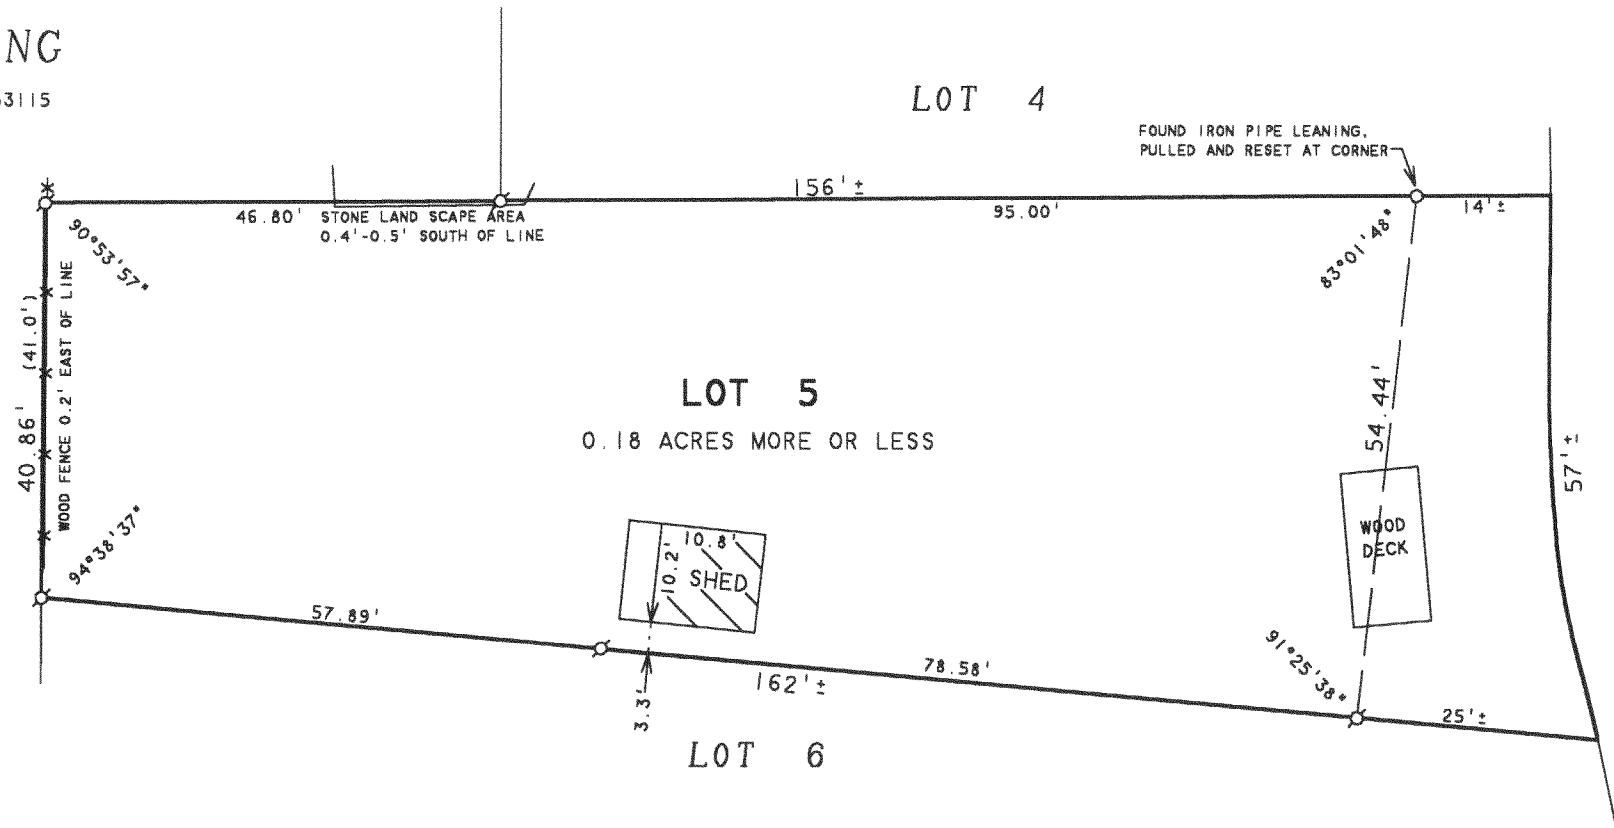 NG
3115
LOT 4
FOUND IRON PIPE LEANING,
PULLED AND RESET AT CORNER
156'±
46.80'
STONE LAND SCAPE AREA
0.4'-0.5' SOUTH OF LINE
95.00'
14'±
90°53'57"
83°01'48"
(41.0')
40.86'
WOOD FENCE 0.2' EAST OF LINE
LOT 5
0.18 ACRES MORE OR LESS
54.44'
57'±
WOOD
DECK
10.8'
10.2'
SHED
94°38'37"
57.89'
91°25'38"
78.58'
162'±
3.3'
25'±
LOT 6